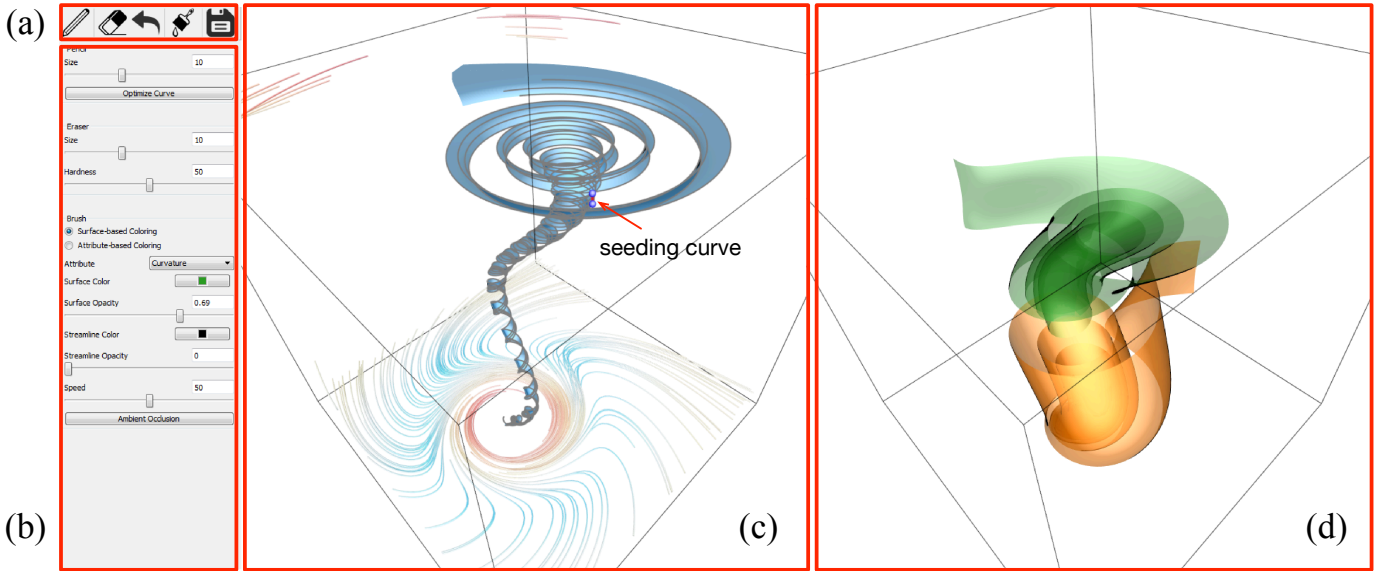 (a)
Pencil
Size 10
Optimize Curve
Eraser
Size 10
Hardness 50
Brush
Surface-based Coloring
Attribute-based Coloring
Attribute Curvature
Surface Color
Surface Opacity 0.69
Streamline Color
Streamline Opacity 0
Speed 50
Ambient Occlusion
(b)
seeding curve
(c)
(d)